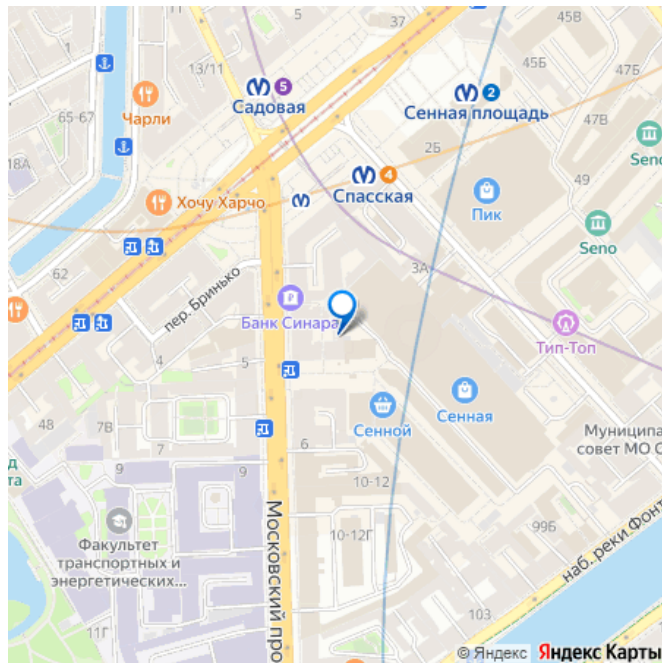 37
45В
7
13/11
5
45Б
47Б
Садовая
2
Сенная площадь
65-67
Чарли
47В
2Б
18А
4
Спасская
Seno
49
Хочу Харчо
Пик
Seno
62
3А
пер. Бринько
Банк Синара
Тип-Топ
4
5
Сенная
48
7В
Сенной
6
7
Муниципа
совет МО С
9
9
10-12
Московский про
99Б
10-12Г
Факультет
транспортных и
энергетических...
наб. реки Фонт
103
11Г
© Яндекс Яндекс Карты